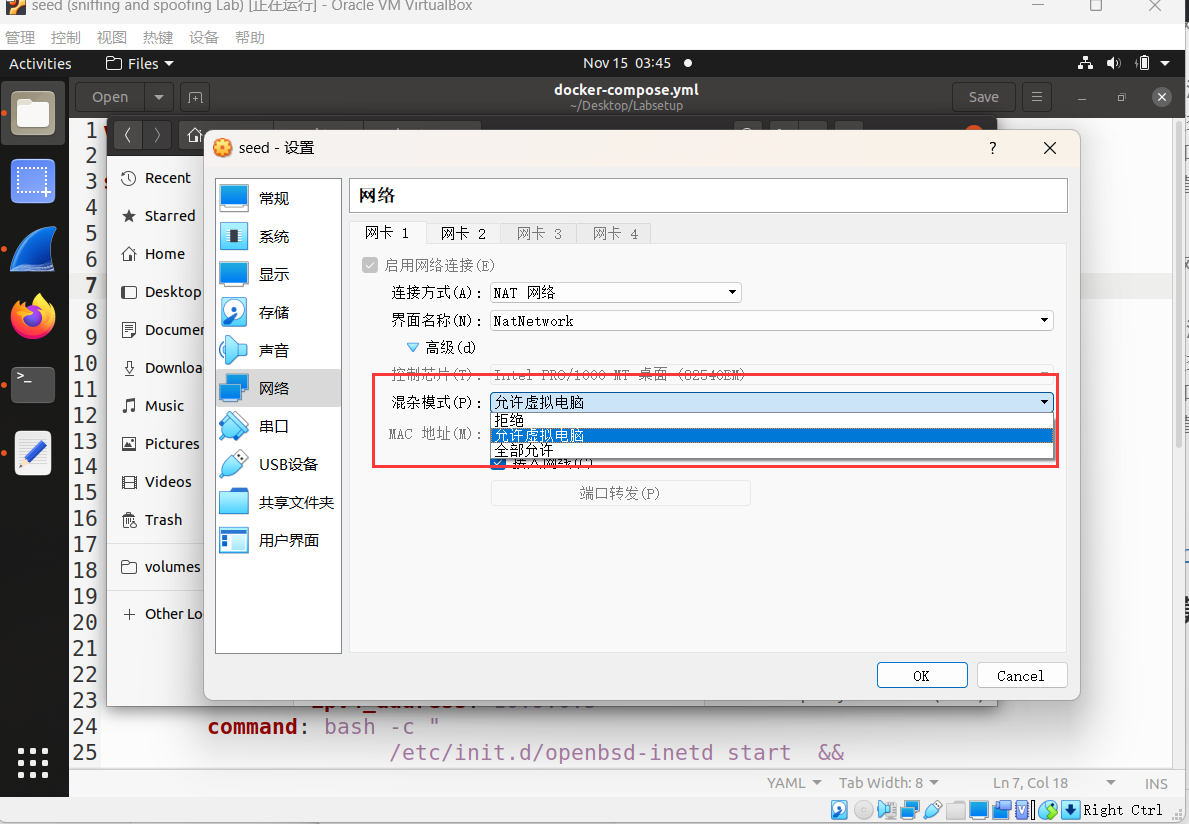 seed (sniffing and spoofing Lab) [正在运行] - Oracle VM VirtualBox
管理 控制 视图 热键 设备 帮助
Activities Files Nov 15 03:45
Open docker-compose.yml Save
~/Desktop/Labsetup
1
2
3
4
5
6
7
8
9
10
11
12
13
14
15
16
17
18
19
20
21
22
23
24
25
Recent
Starred
Home
Desktop
Documen
Downloa
Music
Pictures
Videos
Trash
volumes
Other Lo
seed - 设置 ?
常规
系统
显示
存储
声音
网络
串口
USB设备
共享文件夹
用户界面
网络
网卡 1 网卡 2 网卡 3 网卡 4
启用网络连接(E)
连接方式(A): NAT 网络
界面名称(N): NatNetwork
高级(d)
控制芯片(T): Intel PRO/1000 MT 桌面 (82540EM)
混杂模式(P): 允许虚拟电脑
拒绝
MAC 地址(M): 允许虚拟电脑
全部允许
接入网线(C)
端口转发(P)
OK Cancel
command: bash -c "
/etc/init.d/openbsd-inetd start &&
YAML Tab Width: 8 Ln 7, Col 18 INS
Right Ctrl